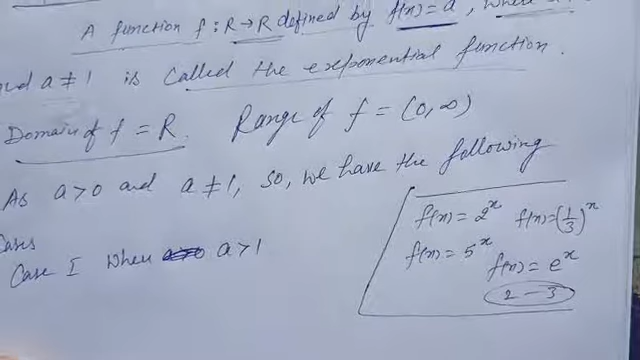 A function f : R → R defined by f(x) = a , where
and a ≠ 1 is called the exponential function.
Domain of f = R. Range of f = (0, ∞)
As a > 0 and a ≠ 1, so, we have the following
Cases
Case I When a > 1
f(x) = 2^x f(x) = (1/3)^x
f(x) = 5^x
f(x) = e^x
2 – 3